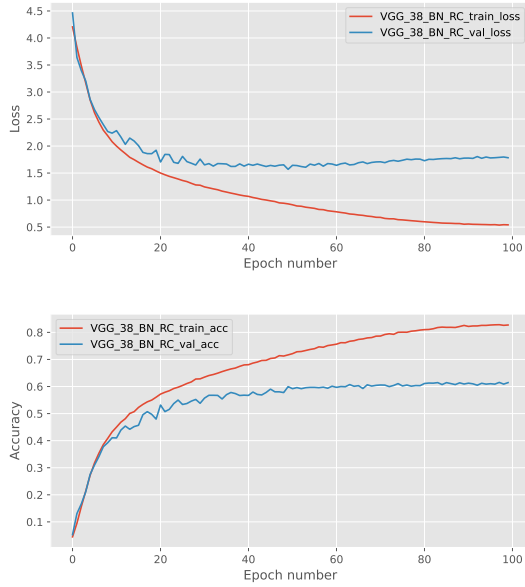 4.5
4.0
3.5
3.0
2.5
2.0
1.5
1.0
0.5
Loss
VGG_38_BN_RC_train_loss
VGG_38_BN_RC_val_loss
0 20 40 60 80 100
Epoch number
0.8
0.7
0.6
0.5
0.4
0.3
0.2
0.1
Accuracy
VGG_38_BN_RC_train_acc
VGG_38_BN_RC_val_acc
0 20 40 60 80 100
Epoch number